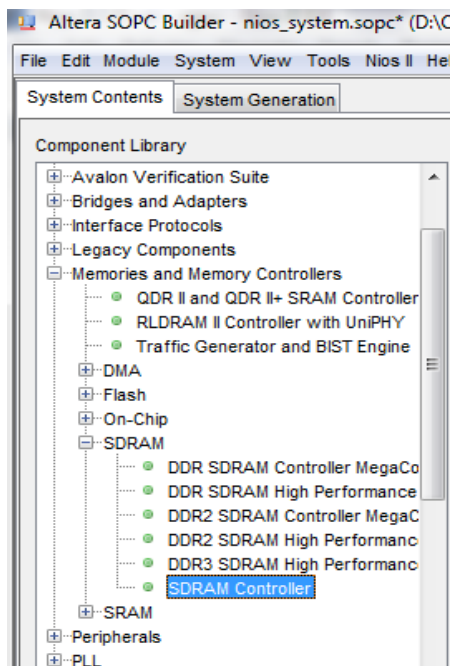 Altera SOPC Builder - nios_system.sopc* (D:\
File Edit Module System View Tools Nios II Hel
System Contents System Generation
Component Library
Avalon Verification Suite
Bridges and Adapters
Interface Protocols
Legacy Components
Memories and Memory Controllers
QDR II and QDR II+ SRAM Controller
RLDRAM II Controller with UniPHY
Traffic Generator and BIST Engine
DMA
Flash
On-Chip
SDRAM
DDR SDRAM Controller MegaCo
DDR SDRAM High Performance
DDR2 SDRAM Controller MegaC
DDR2 SDRAM High Performanc
DDR3 SDRAM High Performanc
SDRAM Controller
SRAM
Peripherals
PLL